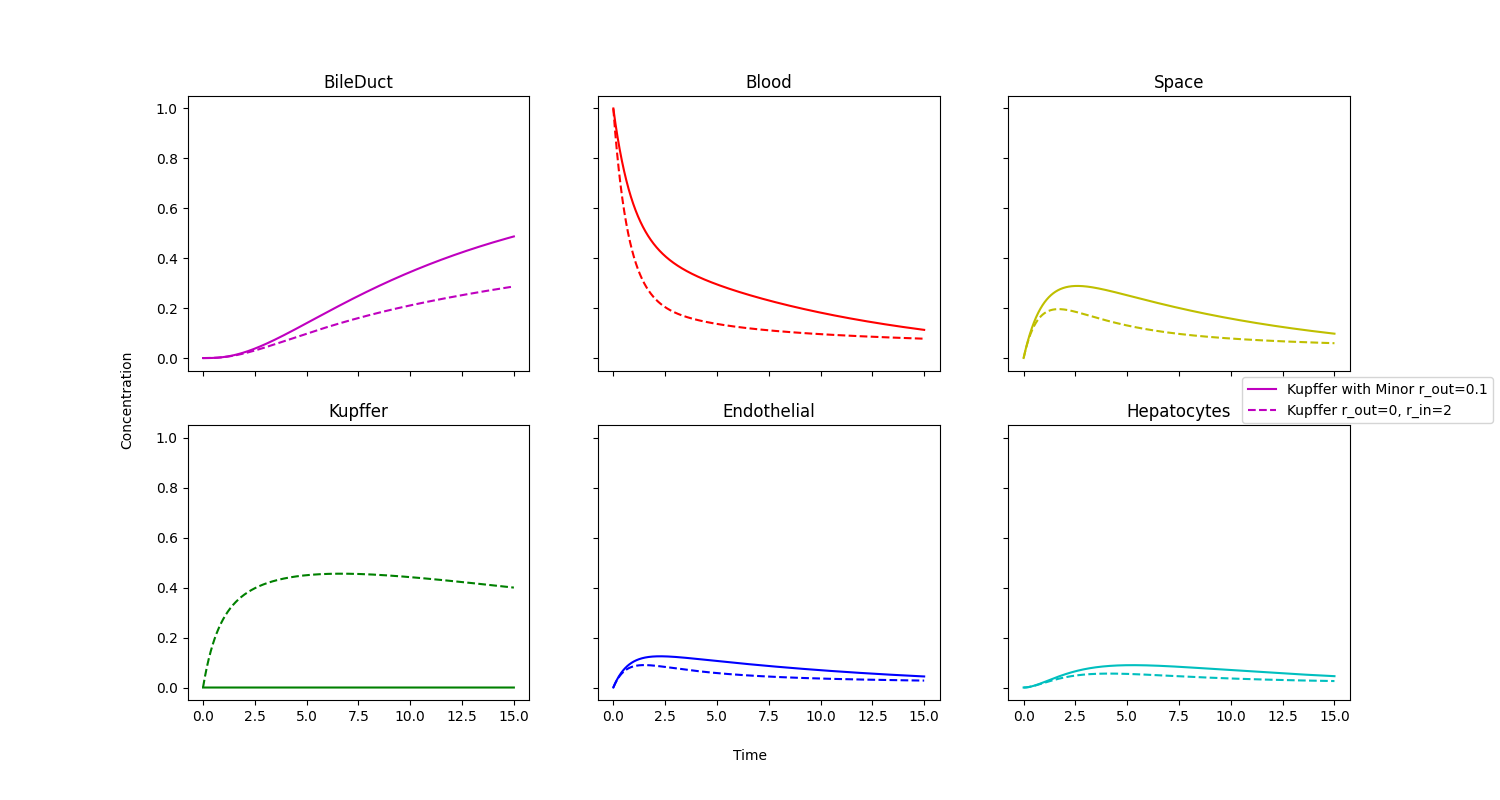 BileDuct
Blood
Space
1.0
0.8
0.6
0.4
0.2
0.0
Concentration
Kupffer with Minor r_out=0.1
Kupffer r_out=0, r_in=2
Kupffer
Endothelial
Hepatocytes
1.0
0.8
0.6
0.4
0.2
0.0
0.0 2.5 5.0 7.5 10.0 12.5 15.0
0.0 2.5 5.0 7.5 10.0 12.5 15.0
0.0 2.5 5.0 7.5 10.0 12.5 15.0
Time